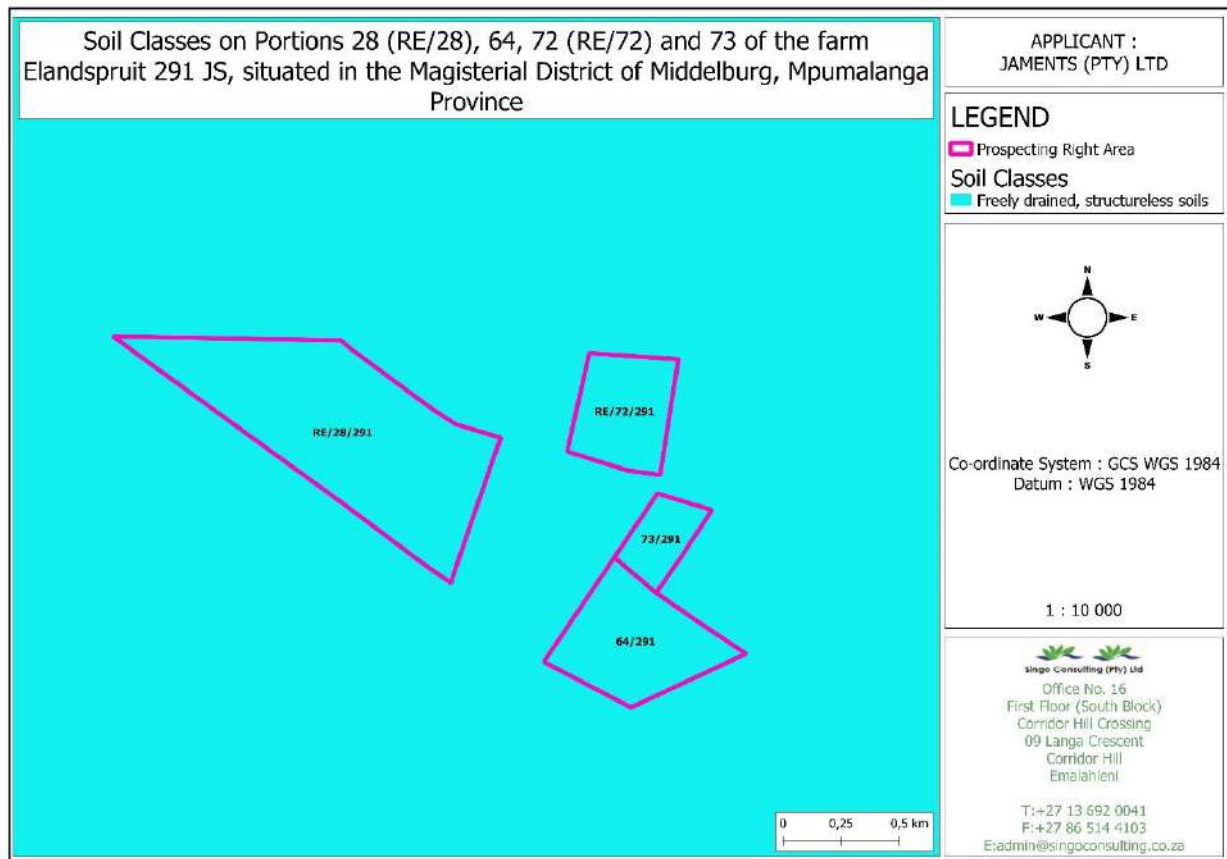 Soil Classes on Portions 28 (RE/28), 64, 72 (RE/72) and 73 of the farm
Elandspruit 291 JS, situated in the Magisterial District of Middelburg, Mpumalanga
Province
APPLICANT :
JAMENTS (PTY) LTD
LEGEND
Prospecting Right Area
Soil Classes
Freely drained, structureless soils
N
W
E
S
Co-ordinate System : GCS WGS 1984
Datum : WGS 1984
1 : 10 000
RE/28/291
RE/72/291
73/291
64/291
0 0,25 0,5 km
Singo Consulting (Pty) Ltd
Office No. 16
First Floor (South Block)
Corridor Hill Crossing
09 Langa Crescent
Corridor Hill
Emalahleni
T:+27 13 692 0041
F:+27 86 514 4103
E:admin@singoconsulting.co.za